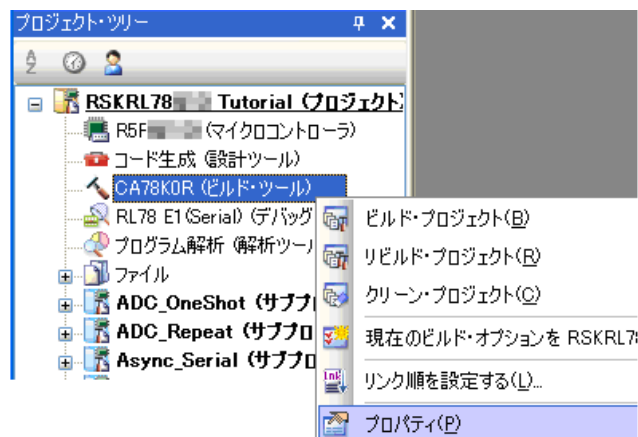 プロジェクト・ツリー
RSKRL78 Tutorial (プロジェクト)
R5F (マイクロコントローラ)
コード生成 (設計ツール)
CA78K0R (ビルド・ツール)
RL78 E1(Serial) (デバッグ
プログラム解析 (解析ツー
ファイル
ADC_OneShot (サブプ
ADC_Repeat (サブプロ
Async_Serial (サブプロ
ビルド・プロジェクト(B)
リビルド・プロジェクト(R)
クリーン・プロジェクト(C)
現在のビルド・オプションを RSKRL78
リンク順を設定する(L)...
プロパティ(P)